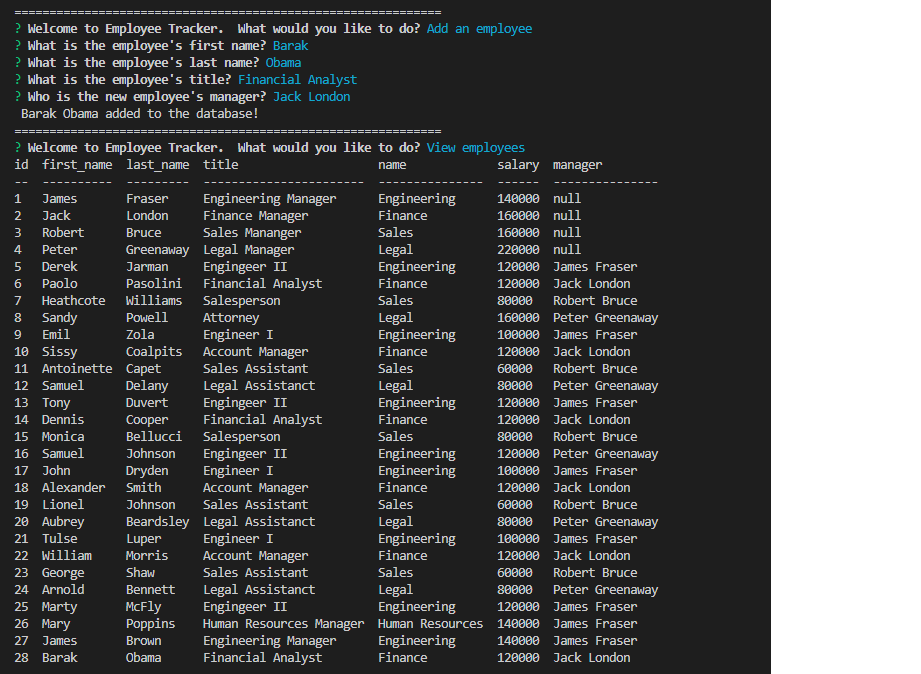 =============================================================
? Welcome to Employee Tracker.  What would you like to do? Add an employee
? What is the employee's first name? Barak
? What is the employee's last name? Obama
? What is the employee's title? Financial Analyst
? Who is the new employee's manager? Jack London
Barak Obama added to the database!
=============================================================
? Welcome to Employee Tracker.  What would you like to do? View employees
id  first_name  last_name  title                    name             salary  manager
--  ----------  ---------  -----------------------  ---------------  ------  ---------------
1   James       Fraser     Engineering Manager      Engineering      140000  null
2   Jack        London     Finance Manager          Finance          160000  null
3   Robert      Bruce      Sales Mananger           Sales            160000  null
4   Peter       Greenaway  Legal Manager            Legal            220000  null
5   Derek       Jarman     Engingeer II             Engineering      120000  James Fraser
6   Paolo       Pasolini   Financial Analyst        Finance          120000  Jack London
7   Heathcote   Williams   Salesperson              Sales            80000   Robert Bruce
8   Sandy       Powell     Attorney                 Legal            160000  Peter Greenaway
9   Emil        Zola       Engineer I               Engineering      100000  James Fraser
10  Sissy       Coalpits   Account Manager          Finance          120000  Jack London
11  Antoinette  Capet      Sales Assistant          Sales            60000   Robert Bruce
12  Samuel      Delany     Legal Assistanct         Legal            80000   Peter Greenaway
13  Tony        Duvert     Engingeer II             Engineering      120000  James Fraser
14  Dennis      Cooper     Financial Analyst        Finance          120000  Jack London
15  Monica      Bellucci   Salesperson              Sales            80000   Robert Bruce
16  Samuel      Johnson    Engingeer II             Engineering      120000  Peter Greenaway
17  John        Dryden     Engineer I               Engineering      100000  James Fraser
18  Alexander   Smith      Account Manager          Finance          120000  Jack London
19  Lionel      Johnson    Sales Assistant          Sales            60000   Robert Bruce
20  Aubrey      Beardsley  Legal Assistanct         Legal            80000   Peter Greenaway
21  Tulse       Luper      Engineer I               Engineering      100000  James Fraser
22  William     Morris     Account Manager          Finance          120000  Jack London
23  George      Shaw       Sales Assistant          Sales            60000   Robert Bruce
24  Arnold      Bennett    Legal Assistanct         Legal            80000   Peter Greenaway
25  Marty       McFly      Engingeer II             Engineering      120000  James Fraser
26  Mary        Poppins    Human Resources Manager  Human Resources  140000  James Fraser
27  James       Brown      Engineering Manager      Engineering      140000  James Fraser
28  Barak       Obama      Financial Analyst        Finance          120000  Jack London